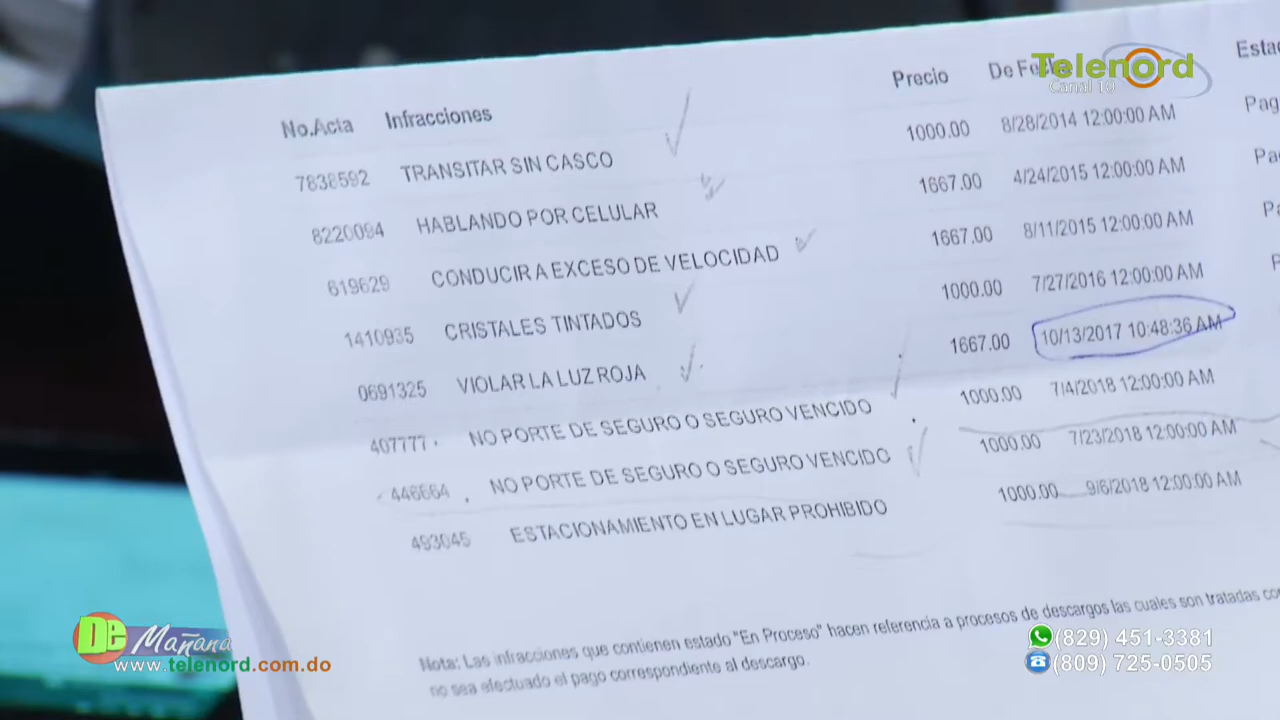 Telenord
Canal 10
No.Acta Infracciones Precio De Fecha
7838592 TRANSITAR SIN CASCO 1000.00 8/28/2014 12:00:00 AM
8220094 HABLANDO POR CELULAR 1667.00 4/24/2015 12:00:00 AM
619629 CONDUCIR A EXCESO DE VELOCIDAD 1667.00 8/11/2015 12:00:00 AM
1410935 CRISTALES TINTADOS 1000.00 7/27/2016 12:00:00 AM
0691325 VIOLAR LA LUZ ROJA 1667.00 10/13/2017 10:48:36 AM
407777 NO PORTE DE SEGURO O SEGURO VENCIDO 1000.00 7/4/2018 12:00:00 AM
446664 NO PORTE DE SEGURO O SEGURO VENCIDO 1000.00 7/23/2018 12:00:00 AM
493045 ESTACIONAMIENTO EN LUGAR PROHIBIDO 1000.00 9/6/2018 12:00:00 AM
Nota: Las infracciones que contienen estado "En Proceso" hacen referencia a procesos de descargos las cuales son tratadas
no sea efectuado el pago correspondiente al descargo.
De Mañana
www.telenord.com.do
(829) 451-3381
(809) 725-0505